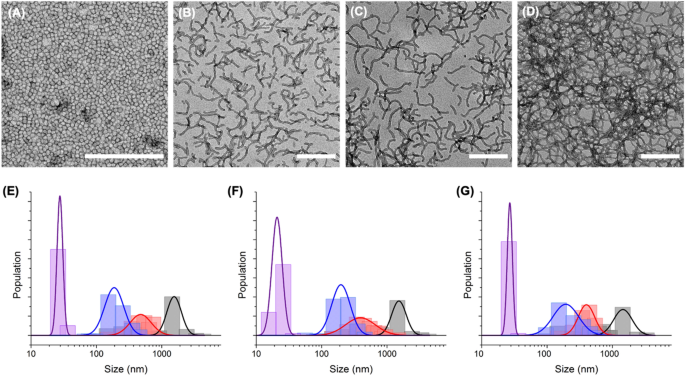 (A) (B) (C) (D)
(E) (F) (G)
Population Population Population
10 100 1000 10 100 1000 10 100 1000
Size (nm) Size (nm) Size (nm)